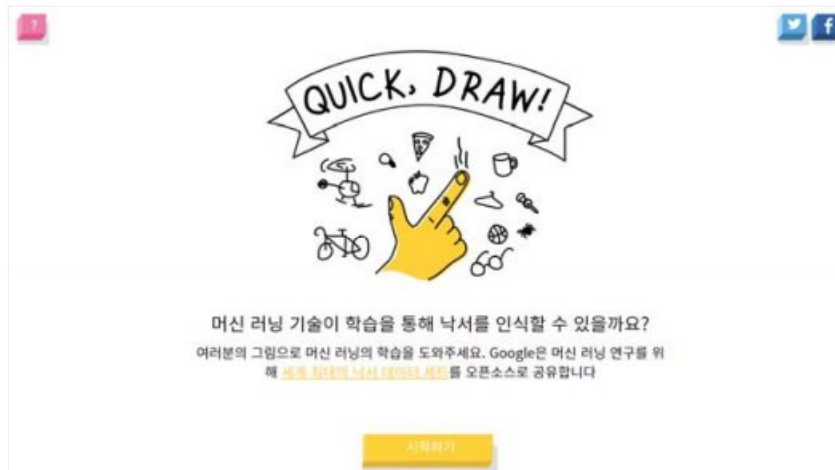 ?
QUICK, DRAW!
머신 러닝 기술이 학습을 통해 낙서를 인식할 수 있을까요?
여러분의 그림으로 머신 러닝의 학습을 도와주세요. Google은 머신 러닝 연구를 위
해 세계 최대의 낙서 데이터 세트를 오픈소스로 공유합니다
시작하기